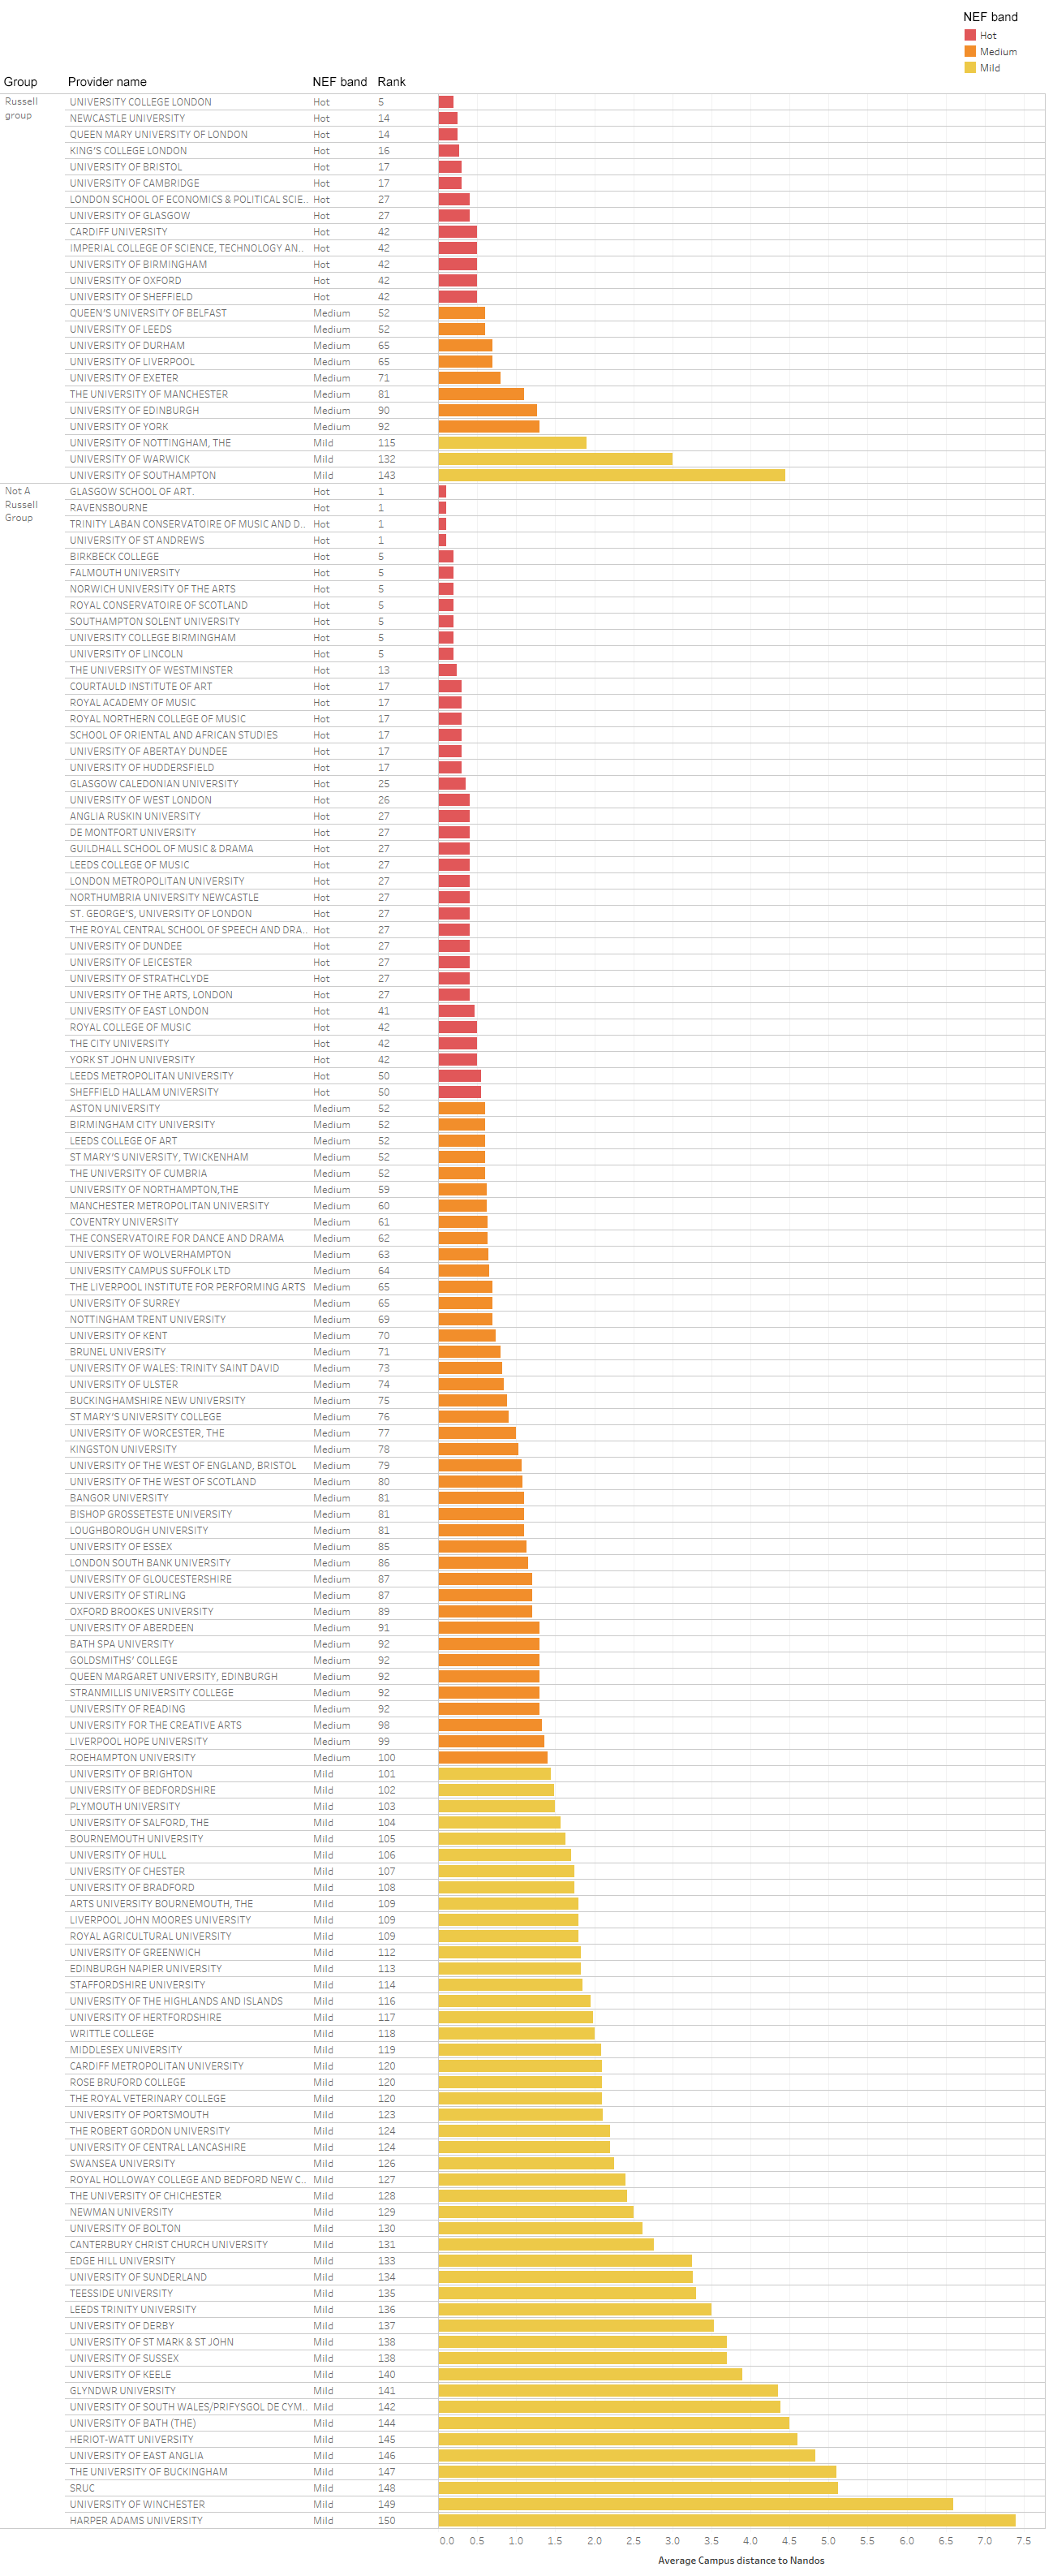 NEF band
Hot
Medium
Mild
Group Provider name NEF band Rank
Russell group
UNIVERSITY COLLEGE LONDON Hot 5
NEWCASTLE UNIVERSITY Hot 14
QUEEN MARY UNIVERSITY OF LONDON Hot 14
KING'S COLLEGE LONDON Hot 16
UNIVERSITY OF BRISTOL Hot 17
UNIVERSITY OF CAMBRIDGE Hot 17
LONDON SCHOOL OF ECONOMICS & POLITICAL SCIE.. Hot 27
UNIVERSITY OF GLASGOW Hot 27
CARDIFF UNIVERSITY Hot 42
IMPERIAL COLLEGE OF SCIENCE, TECHNOLOGY AN.. Hot 42
UNIVERSITY OF BIRMINGHAM Hot 42
UNIVERSITY OF OXFORD Hot 42
UNIVERSITY OF SHEFFIELD Hot 42
QUEEN'S UNIVERSITY OF BELFAST Medium 52
UNIVERSITY OF LEEDS Medium 52
UNIVERSITY OF DURHAM Medium 65
UNIVERSITY OF LIVERPOOL Medium 65
UNIVERSITY OF EXETER Medium 71
THE UNIVERSITY OF MANCHESTER Medium 81
UNIVERSITY OF EDINBURGH Medium 90
UNIVERSITY OF YORK Medium 92
UNIVERSITY OF NOTTINGHAM, THE Mild 115
UNIVERSITY OF WARWICK Mild 132
UNIVERSITY OF SOUTHAMPTON Mild 143
Not A Russell Group
GLASGOW SCHOOL OF ART. Hot 1
RAVENSBOURNE Hot 1
TRINITY LABAN CONSERVATOIRE OF MUSIC AND D.. Hot 1
UNIVERSITY OF ST ANDREWS Hot 1
BIRKBECK COLLEGE Hot 5
FALMOUTH UNIVERSITY Hot 5
NORWICH UNIVERSITY OF THE ARTS Hot 5
ROYAL CONSERVATOIRE OF SCOTLAND Hot 5
SOUTHAMPTON SOLENT UNIVERSITY Hot 5
UNIVERSITY COLLEGE BIRMINGHAM Hot 5
UNIVERSITY OF LINCOLN Hot 5
THE UNIVERSITY OF WESTMINSTER Hot 13
COURTAULD INSTITUTE OF ART Hot 17
ROYAL ACADEMY OF MUSIC Hot 17
ROYAL NORTHERN COLLEGE OF MUSIC Hot 17
SCHOOL OF ORIENTAL AND AFRICAN STUDIES Hot 17
UNIVERSITY OF ABERTAY DUNDEE Hot 17
UNIVERSITY OF HUDDERSFIELD Hot 17
GLASGOW CALEDONIAN UNIVERSITY Hot 25
UNIVERSITY OF WEST LONDON Hot 26
ANGLIA RUSKIN UNIVERSITY Hot 27
DE MONTFORT UNIVERSITY Hot 27
GUILDHALL SCHOOL OF MUSIC & DRAMA Hot 27
LEEDS COLLEGE OF MUSIC Hot 27
LONDON METROPOLITAN UNIVERSITY Hot 27
NORTHUMBRIA UNIVERSITY NEWCASTLE Hot 27
ST. GEORGE'S, UNIVERSITY OF LONDON Hot 27
THE ROYAL CENTRAL SCHOOL OF SPEECH AND DRA.. Hot 27
UNIVERSITY OF DUNDEE Hot 27
UNIVERSITY OF LEICESTER Hot 27
UNIVERSITY OF STRATHCLYDE Hot 27
UNIVERSITY OF THE ARTS, LONDON Hot 27
UNIVERSITY OF EAST LONDON Hot 41
ROYAL COLLEGE OF MUSIC Hot 42
THE CITY UNIVERSITY Hot 42
YORK ST JOHN UNIVERSITY Hot 42
LEEDS METROPOLITAN UNIVERSITY Hot 50
SHEFFIELD HALLAM UNIVERSITY Hot 50
ASTON UNIVERSITY Medium 52
BIRMINGHAM CITY UNIVERSITY Medium 52
LEEDS COLLEGE OF ART Medium 52
ST MARY'S UNIVERSITY, TWICKENHAM Medium 52
THE UNIVERSITY OF CUMBRIA Medium 52
UNIVERSITY OF NORTHAMPTON,THE Medium 59
MANCHESTER METROPOLITAN UNIVERSITY Medium 60
COVENTRY UNIVERSITY Medium 61
THE CONSERVATOIRE FOR DANCE AND DRAMA Medium 62
UNIVERSITY OF WOLVERHAMPTON Medium 63
UNIVERSITY CAMPUS SUFFOLK LTD Medium 64
THE LIVERPOOL INSTITUTE FOR PERFORMING ARTS Medium 65
UNIVERSITY OF SURREY Medium 65
NOTTINGHAM TRENT UNIVERSITY Medium 69
UNIVERSITY OF KENT Medium 70
BRUNEL UNIVERSITY Medium 71
UNIVERSITY OF WALES: TRINITY SAINT DAVID Medium 73
UNIVERSITY OF ULSTER Medium 74
BUCKINGHAMSHIRE NEW UNIVERSITY Medium 75
ST MARY'S UNIVERSITY COLLEGE Medium 76
UNIVERSITY OF WORCESTER, THE Medium 77
KINGSTON UNIVERSITY Medium 78
UNIVERSITY OF THE WEST OF ENGLAND, BRISTOL Medium 79
UNIVERSITY OF THE WEST OF SCOTLAND Medium 80
BANGOR UNIVERSITY Medium 81
BISHOP GROSSETESTE UNIVERSITY Medium 81
LOUGHBOROUGH UNIVERSITY Medium 81
UNIVERSITY OF ESSEX Medium 85
LONDON SOUTH BANK UNIVERSITY Medium 86
UNIVERSITY OF GLOUCESTERSHIRE Medium 87
UNIVERSITY OF STIRLING Medium 87
OXFORD BROOKES UNIVERSITY Medium 89
UNIVERSITY OF ABERDEEN Medium 91
BATH SPA UNIVERSITY Medium 92
GOLDSMITHS' COLLEGE Medium 92
QUEEN MARGARET UNIVERSITY, EDINBURGH Medium 92
STRANMILLIS UNIVERSITY COLLEGE Medium 92
UNIVERSITY OF READING Medium 92
UNIVERSITY FOR THE CREATIVE ARTS Medium 98
LIVERPOOL HOPE UNIVERSITY Medium 99
ROEHAMPTON UNIVERSITY Medium 100
UNIVERSITY OF BRIGHTON Mild 101
UNIVERSITY OF BEDFORDSHIRE Mild 102
PLYMOUTH UNIVERSITY Mild 103
UNIVERSITY OF SALFORD, THE Mild 104
BOURNEMOUTH UNIVERSITY Mild 105
UNIVERSITY OF HULL Mild 106
UNIVERSITY OF CHESTER Mild 107
UNIVERSITY OF BRADFORD Mild 108
ARTS UNIVERSITY BOURNEMOUTH, THE Mild 109
LIVERPOOL JOHN MOORES UNIVERSITY Mild 109
ROYAL AGRICULTURAL UNIVERSITY Mild 109
UNIVERSITY OF GREENWICH Mild 112
EDINBURGH NAPIER UNIVERSITY Mild 113
STAFFORDSHIRE UNIVERSITY Mild 114
UNIVERSITY OF THE HIGHLANDS AND ISLANDS Mild 116
UNIVERSITY OF HERTFORDSHIRE Mild 117
WRITTLE COLLEGE Mild 118
MIDDLESEX UNIVERSITY Mild 119
CARDIFF METROPOLITAN UNIVERSITY Mild 120
ROSE BRUFORD COLLEGE Mild 120
THE ROYAL VETERINARY COLLEGE Mild 120
UNIVERSITY OF PORTSMOUTH Mild 123
THE ROBERT GORDON UNIVERSITY Mild 124
UNIVERSITY OF CENTRAL LANCASHIRE Mild 124
SWANSEA UNIVERSITY Mild 126
ROYAL HOLLOWAY COLLEGE AND BEDFORD NEW C.. Mild 127
THE UNIVERSITY OF CHICHESTER Mild 128
NEWMAN UNIVERSITY Mild 129
UNIVERSITY OF BOLTON Mild 130
CANTERBURY CHRIST CHURCH UNIVERSITY Mild 131
EDGE HILL UNIVERSITY Mild 133
UNIVERSITY OF SUNDERLAND Mild 134
TEESSIDE UNIVERSITY Mild 135
LEEDS TRINITY UNIVERSITY Mild 136
UNIVERSITY OF DERBY Mild 137
UNIVERSITY OF ST MARK & ST JOHN Mild 138
UNIVERSITY OF SUSSEX Mild 138
UNIVERSITY OF KEELE Mild 140
GLYNDWR UNIVERSITY Mild 141
UNIVERSITY OF SOUTH WALES/PRIFYSGOL DE CYM.. Mild 142
UNIVERSITY OF BATH (THE) Mild 144
HERIOT-WATT UNIVERSITY Mild 145
UNIVERSITY OF EAST ANGLIA Mild 146
THE UNIVERSITY OF BUCKINGHAM Mild 147
SRUC Mild 148
UNIVERSITY OF WINCHESTER Mild 149
HARPER ADAMS UNIVERSITY Mild 150
0.0 0.5 1.0 1.5 2.0 2.5 3.0 3.5 4.0 4.5 5.0 5.5 6.0 6.5 7.0 7.5
Average Campus distance to Nandos